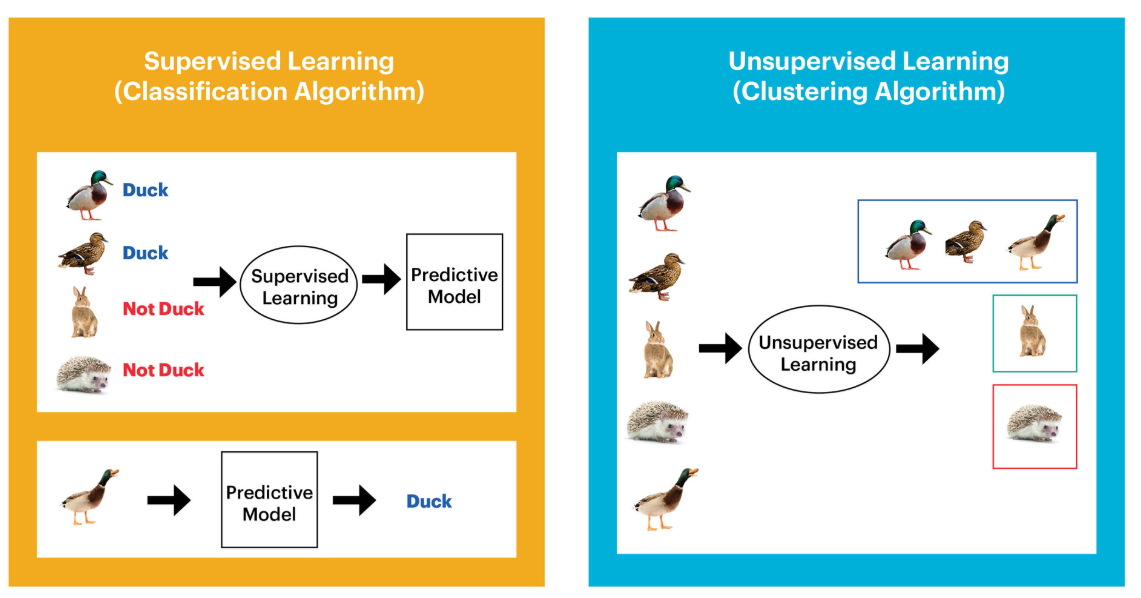 Supervised Learning
(Classification Algorithm)
Duck
Duck
Not Duck
Not Duck
Supervised
Learning
Predictive
Model
Predictive
Model
Duck
Unsupervised Learning
(Clustering Algorithm)
Unsupervised
Learning